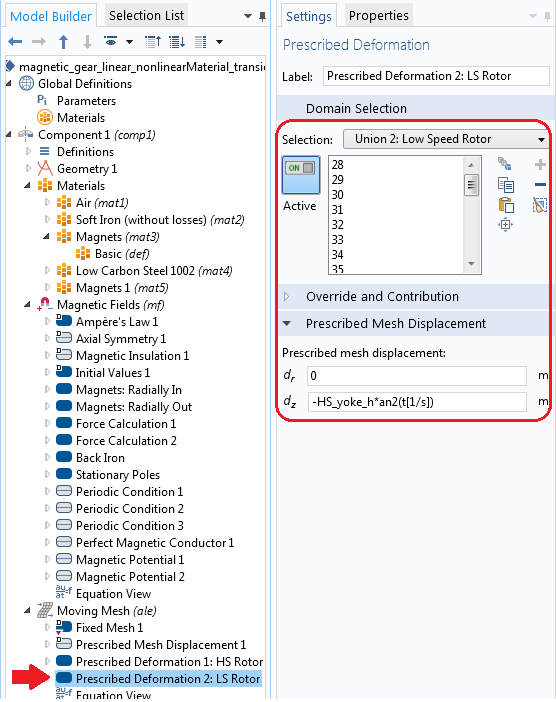 Model Builder
Selection List
magnetic_gear_linear_nonlinearMaterial_transi
Global Definitions
Pi Parameters
Materials
Component 1 (comp1)
Definitions
Geometry 1
Materials
Air (mat1)
Soft Iron (without losses) (mat2)
Magnets (mat3)
Basic (def)
Low Carbon Steel 1002 (mat4)
Magnets 1 (mat5)
Magnetic Fields (mf)
D Ampère's Law 1
D Axial Symmetry 1
D Magnetic Insulation 1
D Initial Values 1
Magnets: Radially In
Magnets: Radially Out
Force Calculation 1
Force Calculation 2
Back Iron
Stationary Poles
Periodic Condition 1
Periodic Condition 2
Periodic Condition 3
Perfect Magnetic Conductor 1
Magnetic Potential 1
Magnetic Potential 2
Equation View
Moving Mesh (ale)
D Fixed Mesh 1
D Prescribed Mesh Displacement 1
Prescribed Deformation 1: HS Rotor
Prescribed Deformation 2: LS Rotor
Equation View
Settings
Properties
Prescribed Deformation
Label: Prescribed Deformation 2: LS Rotor
Domain Selection
Selection: Union 2: Low Speed Rotor
ON
Active
28
29
30
31
32
33
34
35
Override and Contribution
Prescribed Mesh Displacement
Prescribed mesh displacement:
dr 0 m
dz -HS_yoke_h*an2(t[1/s]) m